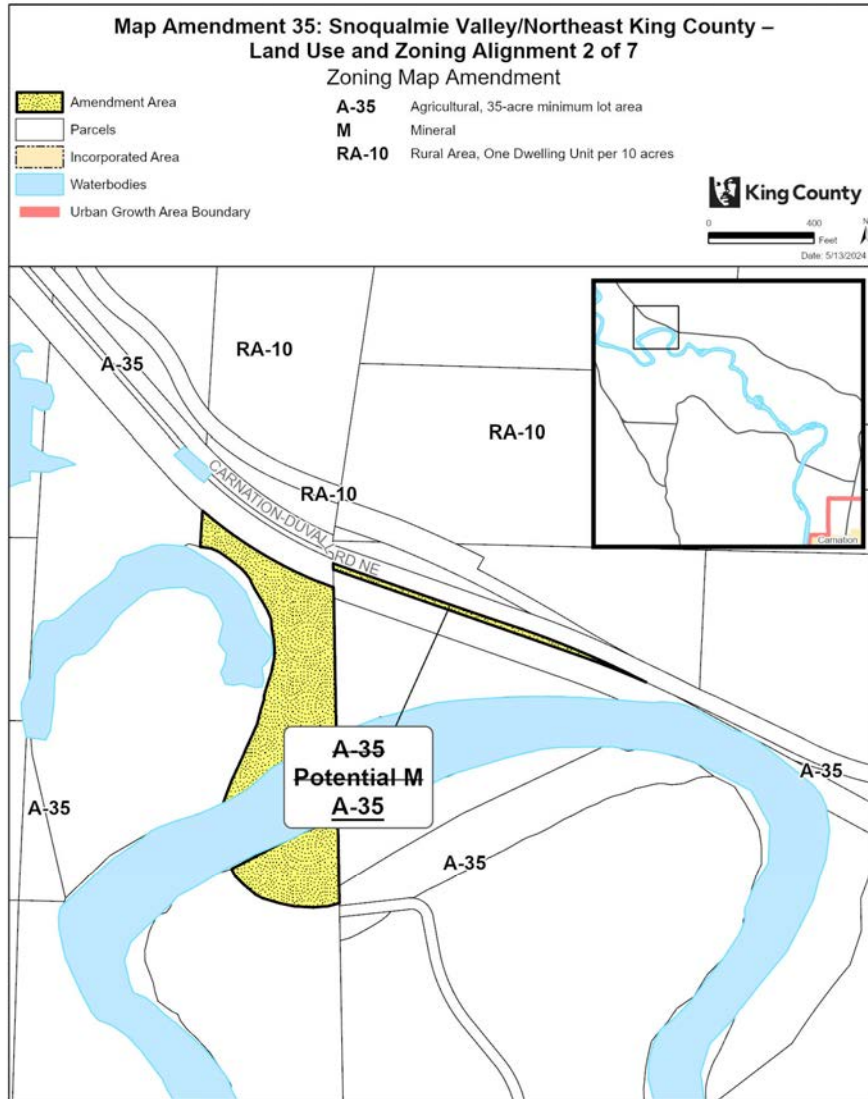 Map Amendment 35: Snoqualmie Valley/Northeast King County –
Land Use and Zoning Alignment 2 of 7
Zoning Map Amendment
Amendment Area
Parcels
Incorporated Area
Waterbodies
Urban Growth Area Boundary
A-35 Agricultural, 35-acre minimum lot area
M Mineral
RA-10 Rural Area, One Dwelling Unit per 10 acres
King County
0 400
Feet
N
Date: 5/13/2024
A-35
RA-10
RA-10
RA-10
CARNATION-DUVALL RD NE
Carnation
A-35
Potential M
A-35
A-35
A-35
A-35